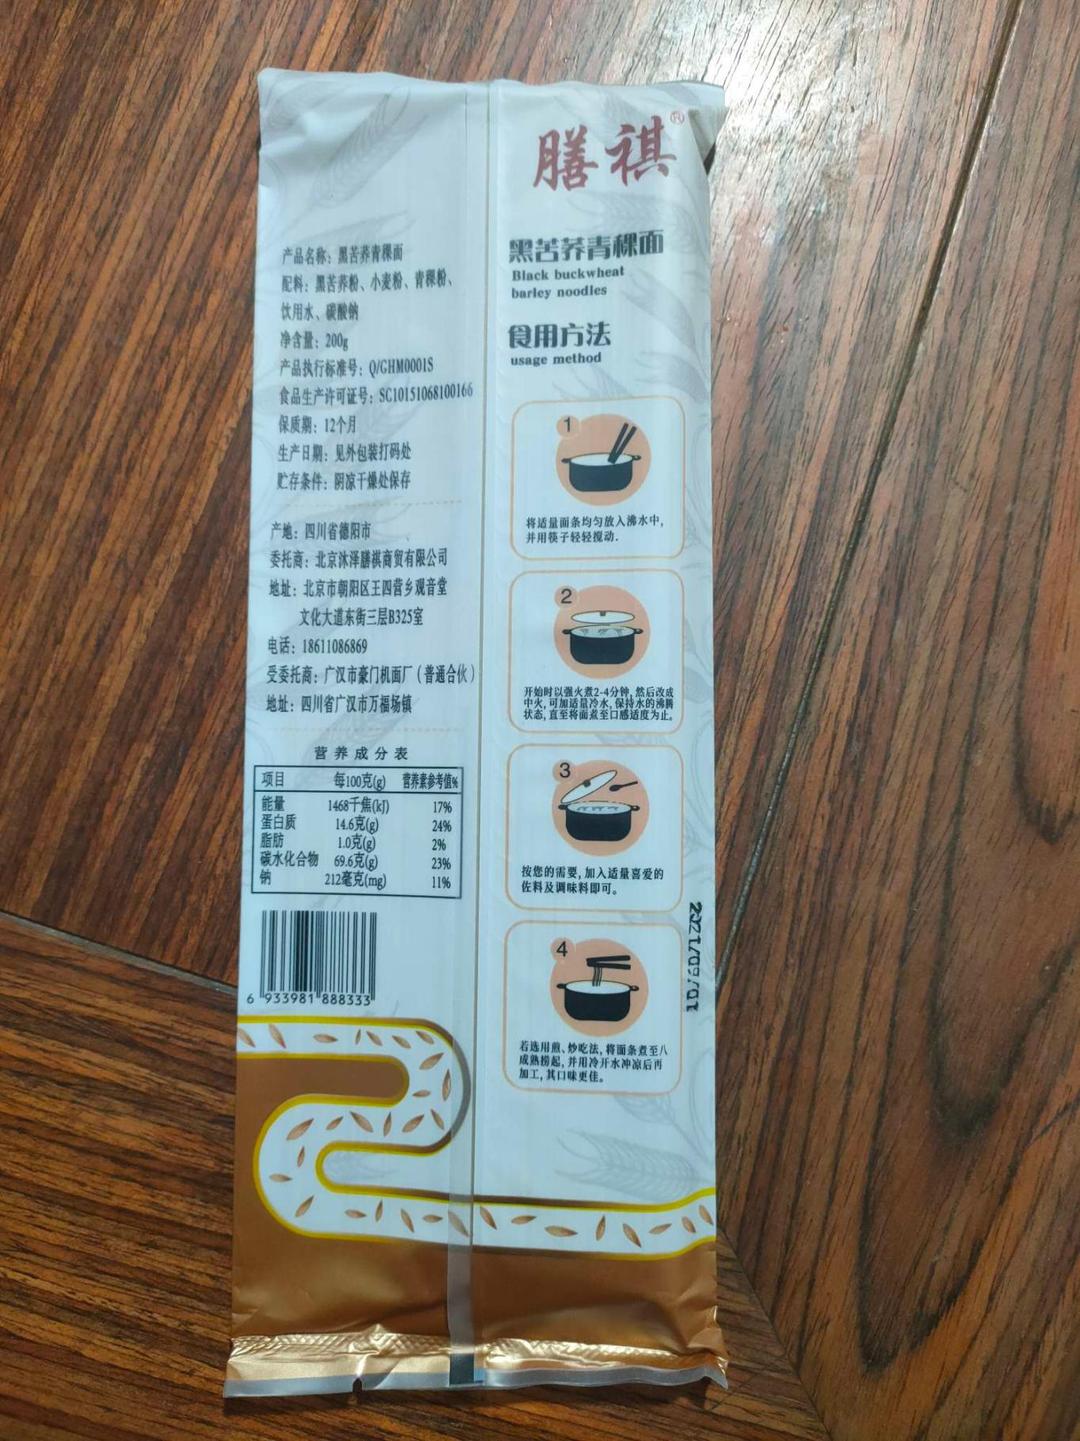 产品名称：黑苦荞青稞面
配料：黑苦荞粉、小麦粉、青稞粉、
饮用水、碳酸钠
净含量：200g
产品执行标准号：Q/GHM0001S
食品生产许可证号：SC10151068100166
保质期：12个月
生产日期：见外包装打码处
贮存条件：阴凉干燥处保存
产地：四川省德阳市
委托商：北京沐泽膳祺商贸有限公司
地址：北京市朝阳区王四营乡观音堂
文化大道东街三层B325室
电话：18611086869
受委托商：广汉市豪门机面厂（普通合伙）
地址：四川省广汉市万福场镇
营养成分表
项目 每100克(g) 营养素参考值%
能量 1468千焦(kJ) 17%
蛋白质 14.6克(g) 24%
脂肪 1.0克(g) 2%
碳水化合物 69.6克(g) 23%
钠 212毫克(mg) 11%
6 933981 888333
膳祺®
黑苦荞青稞面
Black buckwheat
barley noodles
食用方法
usage method
1
将适量面条均匀放入沸水中,
并用筷子轻轻搅动.
2
开始时以强火煮2-4分钟,然后改成
中火,可加适量冷水,保持水的沸腾
状态,直至将面煮至口感适度为止。
3
按您的需要,加入适量喜爱的
佐料及调味料即可。
4
若选用煎、炒吃法,将面条煮至八
成熟捞起,并用冷开水冲凉后再
加工,其口味更佳。